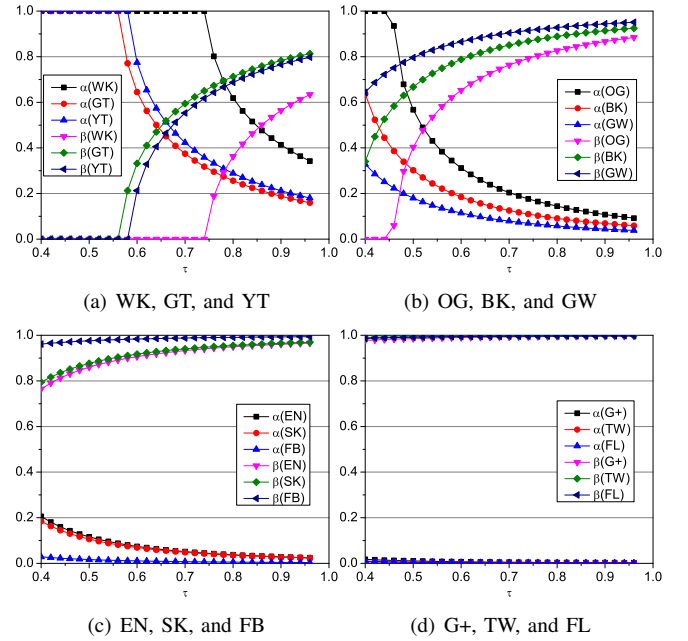 1.0
0.8
0.6
0.4
0.2
0.0
α(WK)
α(GT)
α(YT)
β(WK)
β(GT)
β(YT)
0.4 0.5 0.6 0.7 0.8 0.9 1.0
τ
(a) WK, GT, and YT
1.0
0.8
0.6
0.4
0.2
0.0
α(OG)
α(BK)
α(GW)
β(OG)
β(BK)
β(GW)
0.4 0.5 0.6 0.7 0.8 0.9 1.0
τ
(b) OG, BK, and GW
1.0
0.8
0.6
0.4
0.2
0.0
α(EN)
α(SK)
α(FB)
β(EN)
β(SK)
β(FB)
0.4 0.5 0.6 0.7 0.8 0.9 1.0
τ
(c) EN, SK, and FB
1.0
0.8
0.6
0.4
0.2
0.0
α(G+)
α(TW)
α(FL)
β(G+)
β(TW)
β(FL)
0.4 0.5 0.6 0.7 0.8 0.9 1.0
τ
(d) G+, TW, and FL